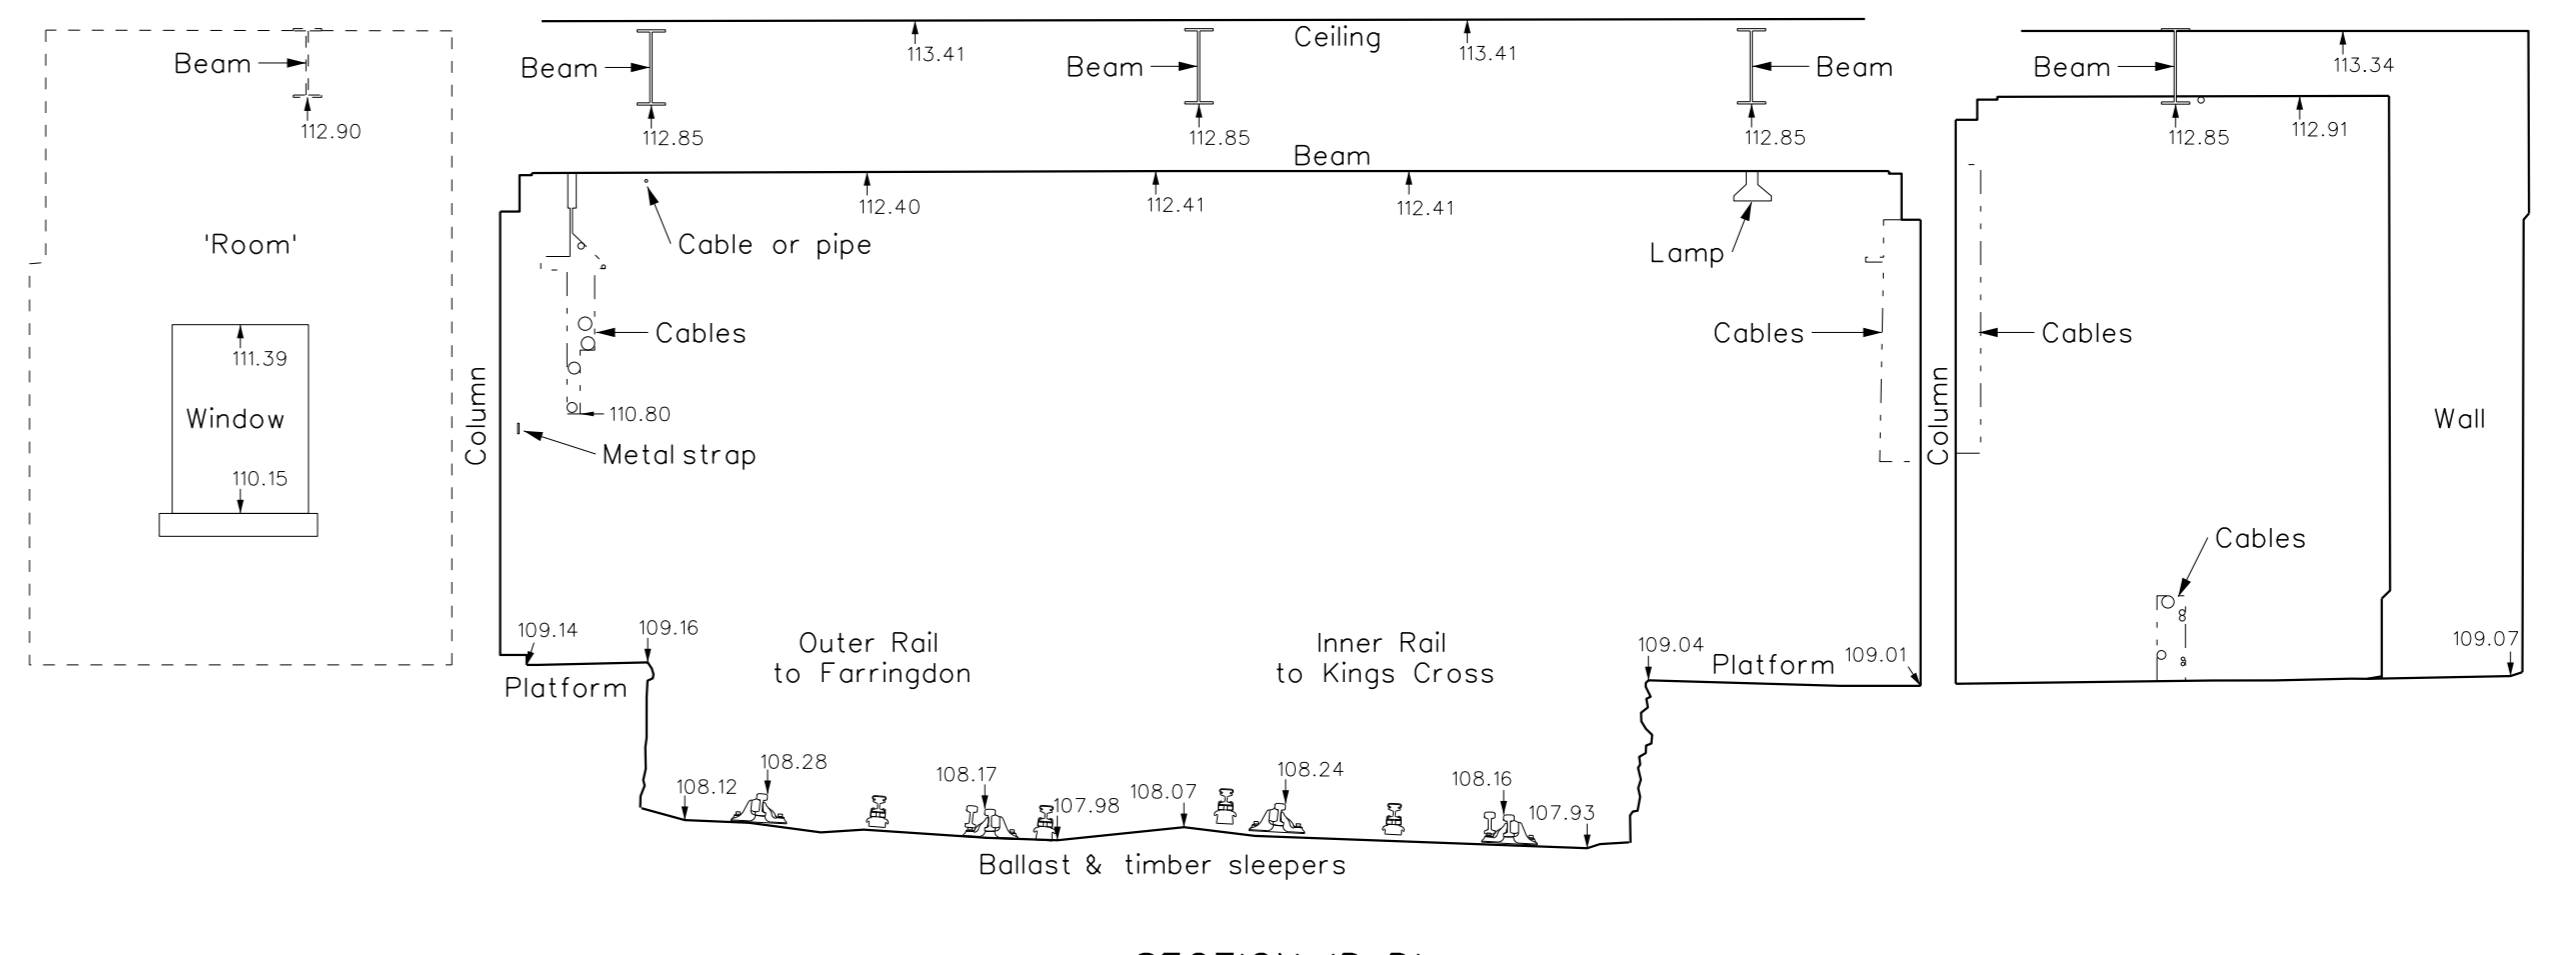 Ceiling
113.41
113.41
Beam
112.90
Beam
112.85
Beam
112.85
Beam
112.85
Beam
112.85
113.34
112.91
Beam
112.40
112.41
112.41
'Room'
Cable or pipe
Lamp
Cables
Cables
Cables
111.39
Window
110.15
Column
110.80
Metal strap
Column
Wall
Cables
109.14
109.16
Outer Rail
to Farringdon
Inner Rail
to Kings Cross
109.04
Platform
109.01
109.07
Platform
108.12
108.28
108.17
107.98
108.07
108.24
108.16
107.93
Ballast & timber sleepers